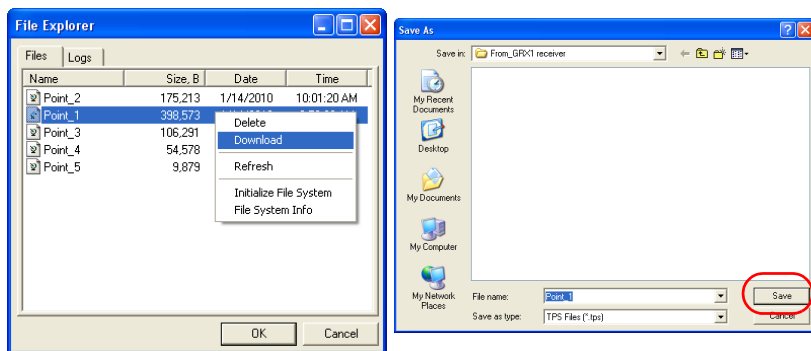 File Explorer
Files Logs
Name Size, B Date Time
Point_2 175,213 1/14/2010 10:01:20 AM
Point_1 398,573
Point_3 106,291
Point_4 54,578
Point_5 9,879
Delete
Download
Refresh
Initialize File System
File System Info
OK Cancel
Save As
Save in: From_GRX1 receiver
My Recent Documents
Desktop
My Documents
My Computer
My Network Places
File name: Point_1 Save
Save as type: TPS Files (*.tps) Cancel